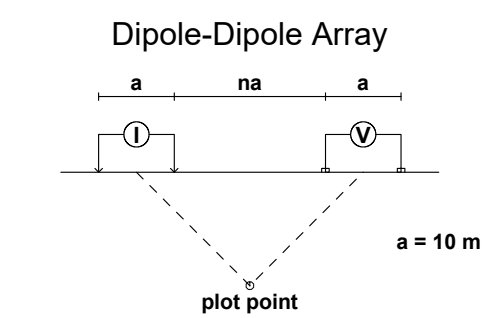 Dipole-Dipole Array
a na a
I V
a = 10 m
plot point